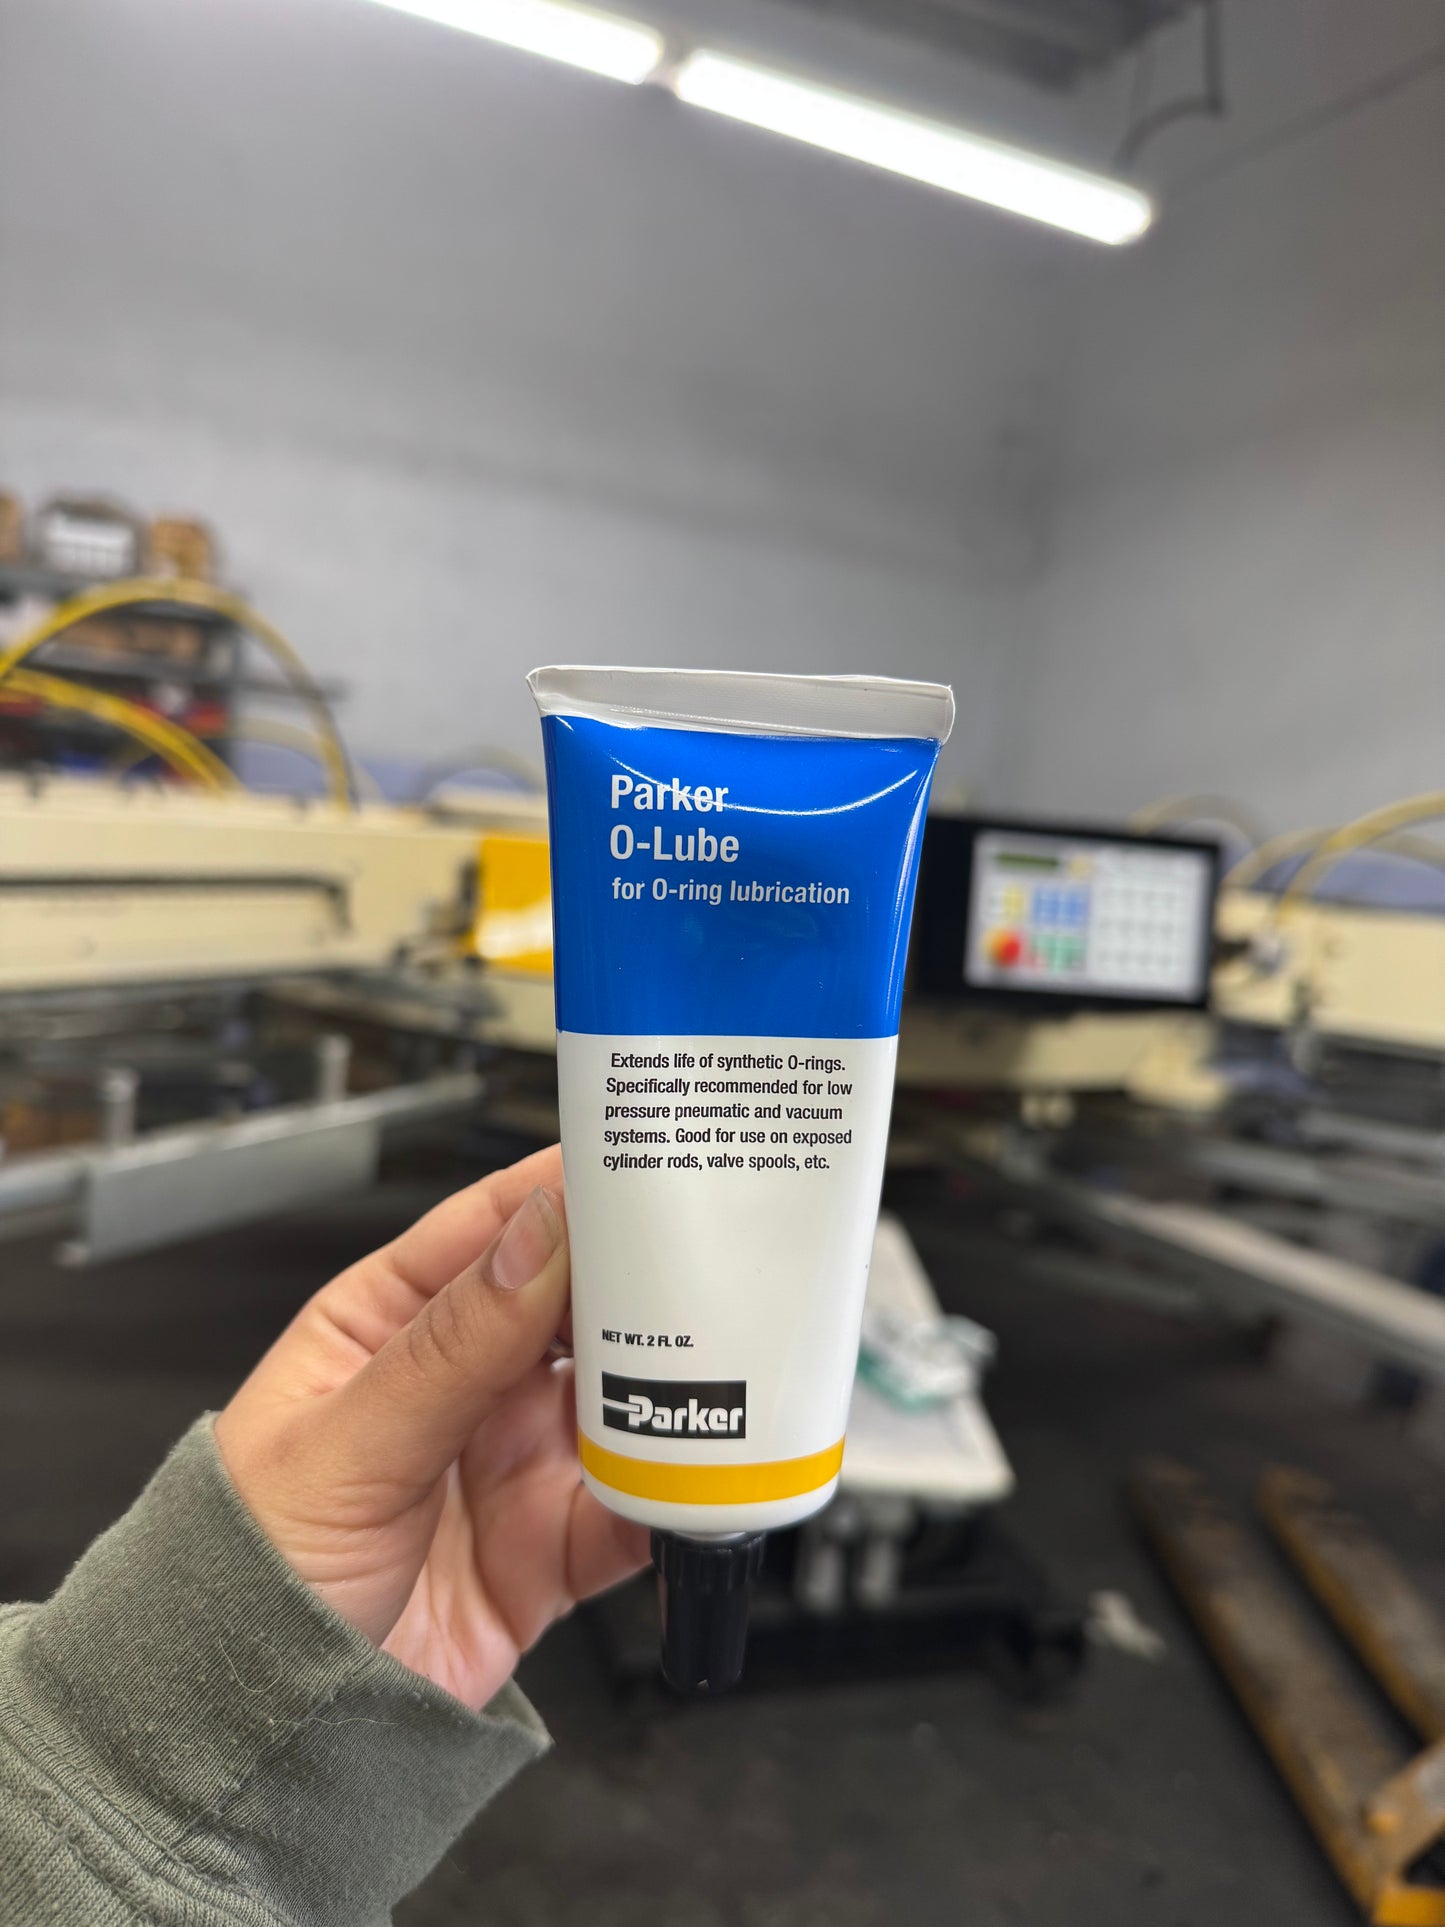 Parker
O-Lube
for O-ring lubrication
Extends life of synthetic O-rings.
Specifically recommended for low
pressure pneumatic and vacuum
systems. Good for use on exposed
cylinder rods, valve spools, etc.
NET WT. 2 FL OZ.
Parker